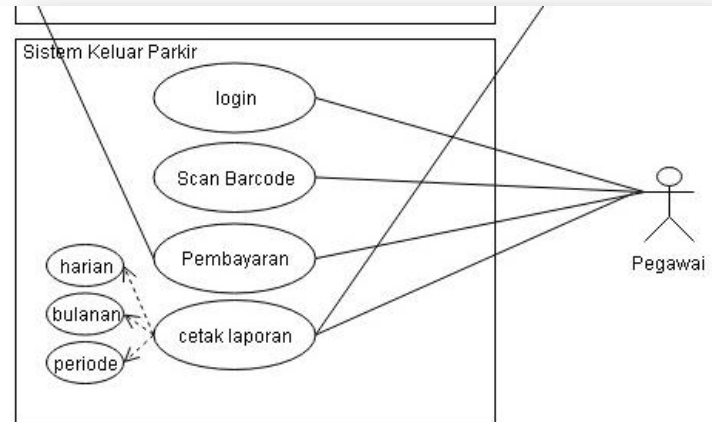 Sistem Keluar Parkir
login
Scan Barcode
Pembayaran
cetak laporan
harian
bulanan
periode
Pegawai